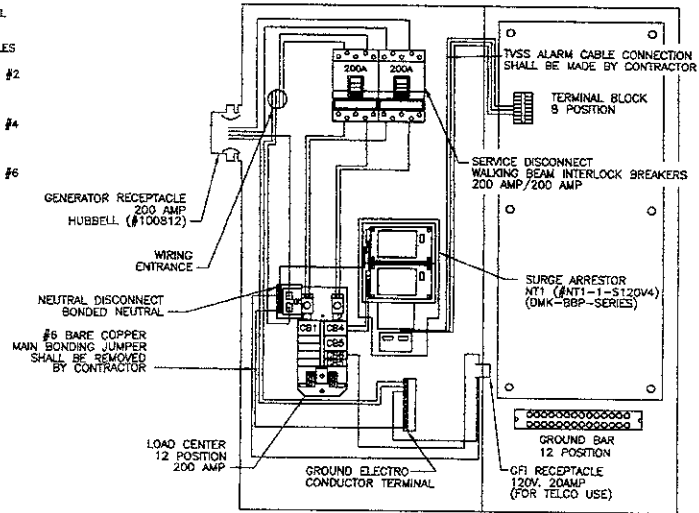 LES
#2
#4
#6
200A 200A
TVSS ALARM CABLE CONNECTION
SHALL BE MADE BY CONTRACTOR
TERMINAL BLOCK
8 POSITION
SERVICE DISCONNECT
WALKING BEAM INTERLOCK BREAKERS
200 AMP/200 AMP
GENERATOR RECEPTACLE
200 AMP
HUBBELL (#100812)
WIRING
ENTRANCE
SURGE ARRESTOR
NT1 (#NT1-1-S120V4)
(DMK-BBP-SERIES)
NEUTRAL DISCONNECT
BONDED NEUTRAL
#6 BARE COPPER
MAIN BONDING JUMPER
SHALL BE REMOVED
BY CONTRACTOR
CB1 CB4
CB5
LOAD CENTER
12 POSITION
200 AMP
GROUND ELECTRO
CONDUCTOR TERMINAL
GROUND BAR
12 POSITION
GFI RECEPTACLE
120V. 20AMP
(FOR TELCO USE)